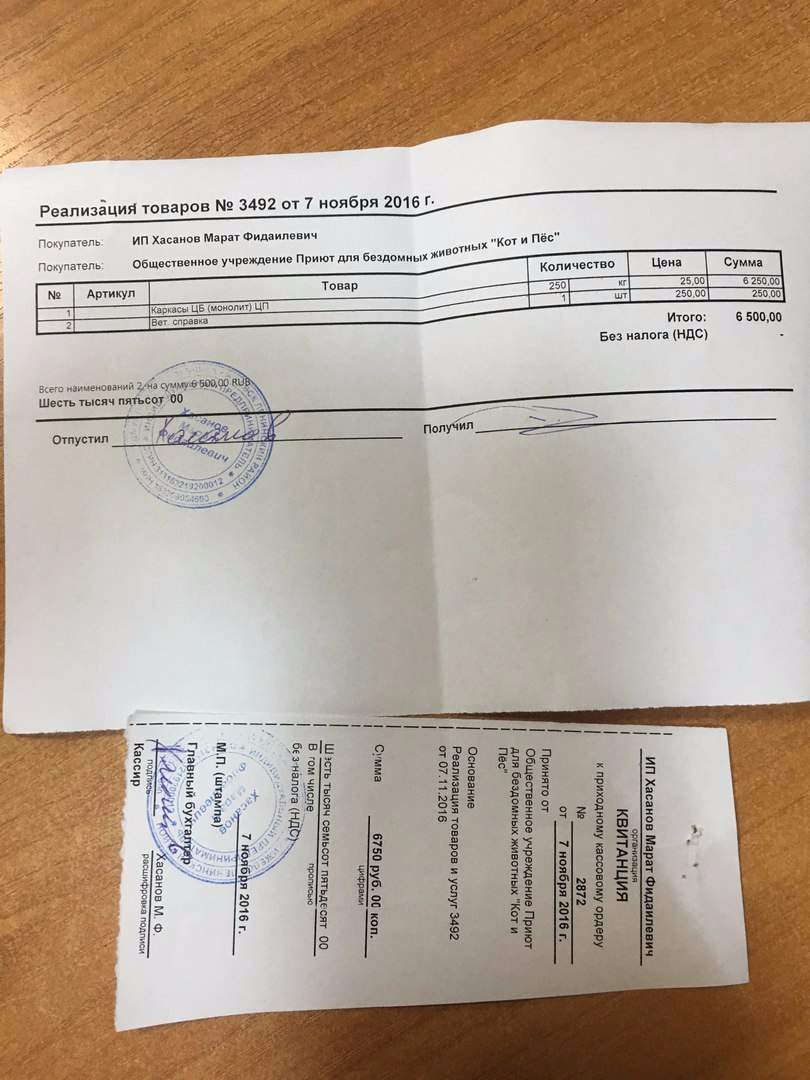 Реализация товаров № 3492 от 7 ноября 2016 г.
Покупатель: ИП Хасанов Марат Фидаилевич
Покупатель: Общественное учреждение Приют для бездомных животных "Кот и Пёс"
№ Артикул Товар Количество Цена Сумма
1 Каркасы ЦБ (монолит) ЦП 250 кг 25,00 6 250,00
2 Вет. справка 1 шт 250,00 250,00
Итого: 6 500,00
Без налога (НДС) -
Всего наименований 2, на сумму 6 500,00 RUB
Шесть тысяч пятьсот 00
Отпустил Получил
Хасанов
ИП Хасанов Марат Фидаилевич
организация
КВИТАНЦИЯ
к приходному кассовому ордеру
№ 2872
от 7 ноября 2016 г.
Принято от
Общественное учреждение Приют
для бездомных животных "Кот и
Пёс"
Основание
Реализация товаров и услуг 3492
от 07.11.2016
Сумма 6750 руб. 00 коп.
цифрами
Шесть тысяч семьсот пятьдесят 00
прописью
В том числе
без налога (НДС)
7 ноября 2016 г.
М.П. (штампа)
Хасанов
Главный бухгалтер
Хасанов М. Ф.
подпись расшифровка подписи
Кассир